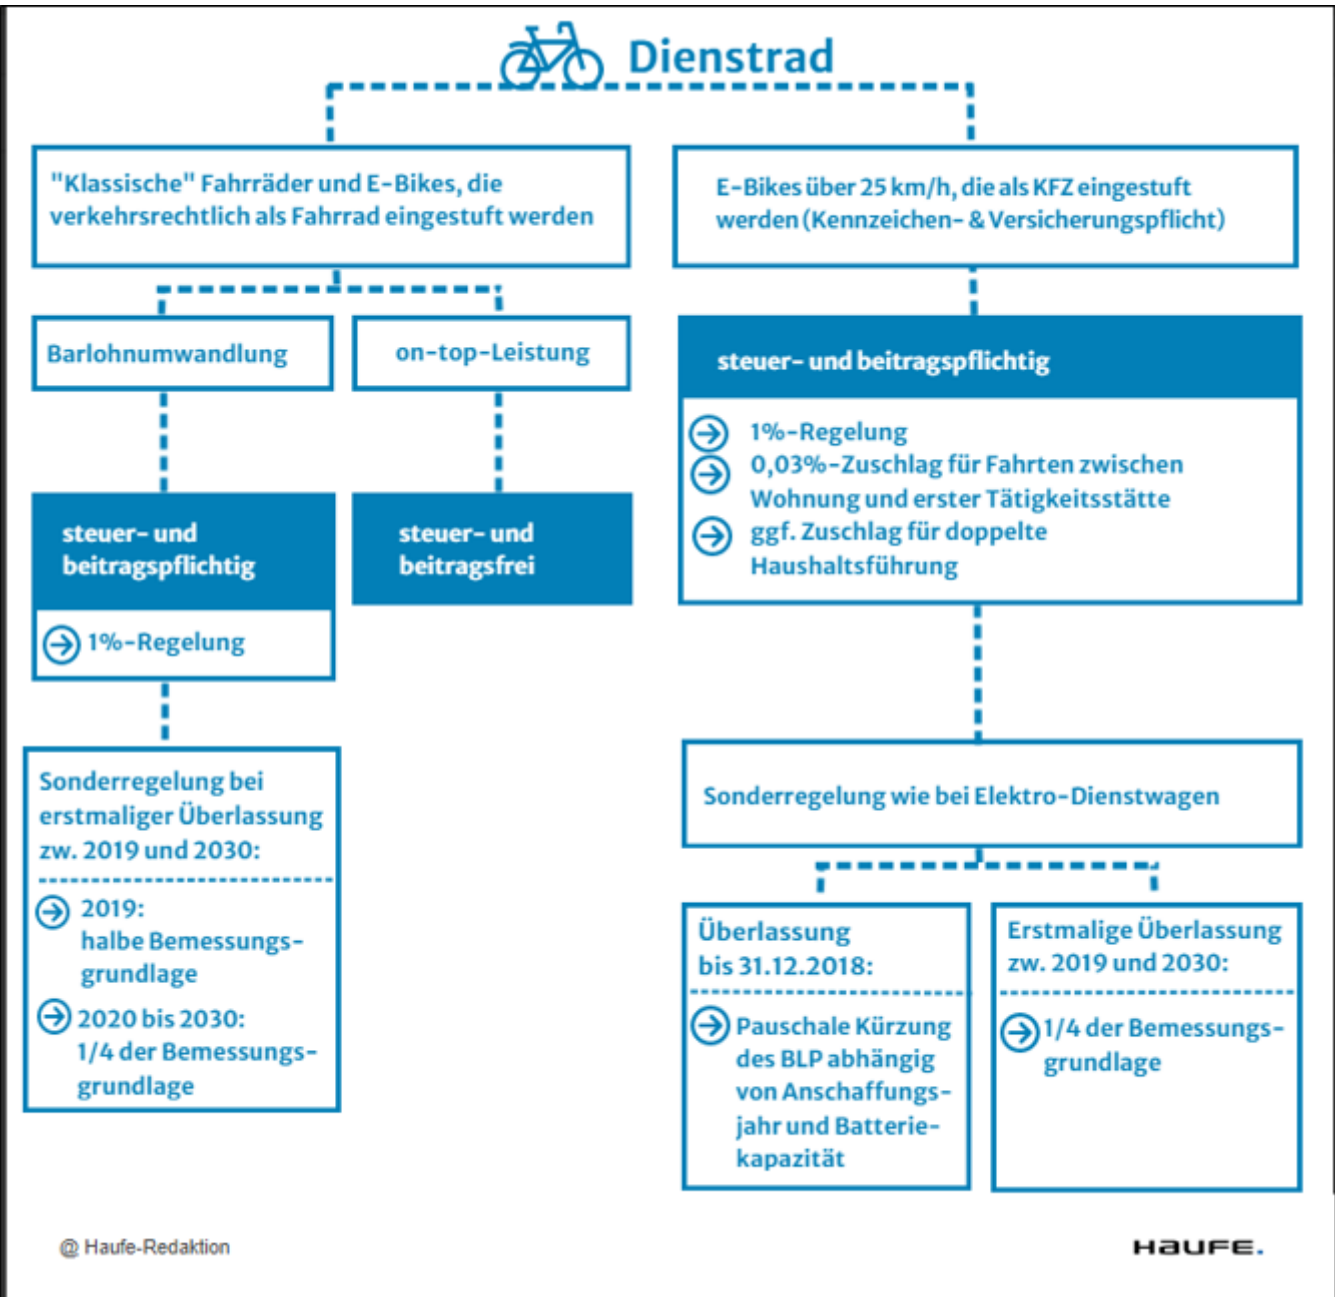 Dienstrad
"Klassische" Fahrräder und E-Bikes, die
verkehrsrechtlich als Fahrrad eingestuft werden
E-Bikes über 25 km/h, die als KFZ eingestuft
werden (Kennzeichen- & Versicherungspflicht)
Barlohnumwandlung
on-top-Leistung
steuer- und
beitragspflichtig
1%-Regelung
steuer- und
beitragsfrei
steuer- und beitragspflichtig
1%-Regelung
0,03%-Zuschlag für Fahrten zwischen
Wohnung und erster Tätigkeitsstätte
ggf. Zuschlag für doppelte
Haushaltsführung
Sonderregelung bei
erstmaliger Überlassung
zw. 2019 und 2030:
2019:
halbe Bemessungs-
grundlage
2020 bis 2030:
1/4 der Bemessungs-
grundlage
Sonderregelung wie bei Elektro-Dienstwagen
Überlassung
bis 31.12.2018:
Pauschale Kürzung
des BLP abhängig
von Anschaffungs-
jahr und Batterie-
kapazität
Erstmalige Überlassung
zw. 2019 und 2030:
1/4 der Bemessungs-
grundlage
@ Haufe-Redaktion
HAUFE.